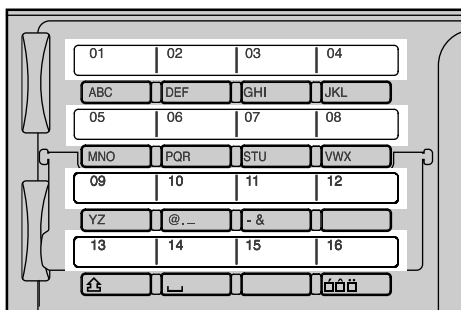 01 02 03 04
ABC DEF GHI JKL
05 06 07 08
MNO PQR STU VWX
09 10 11 12
YZ @._ - &
13 14 15 16
óôö